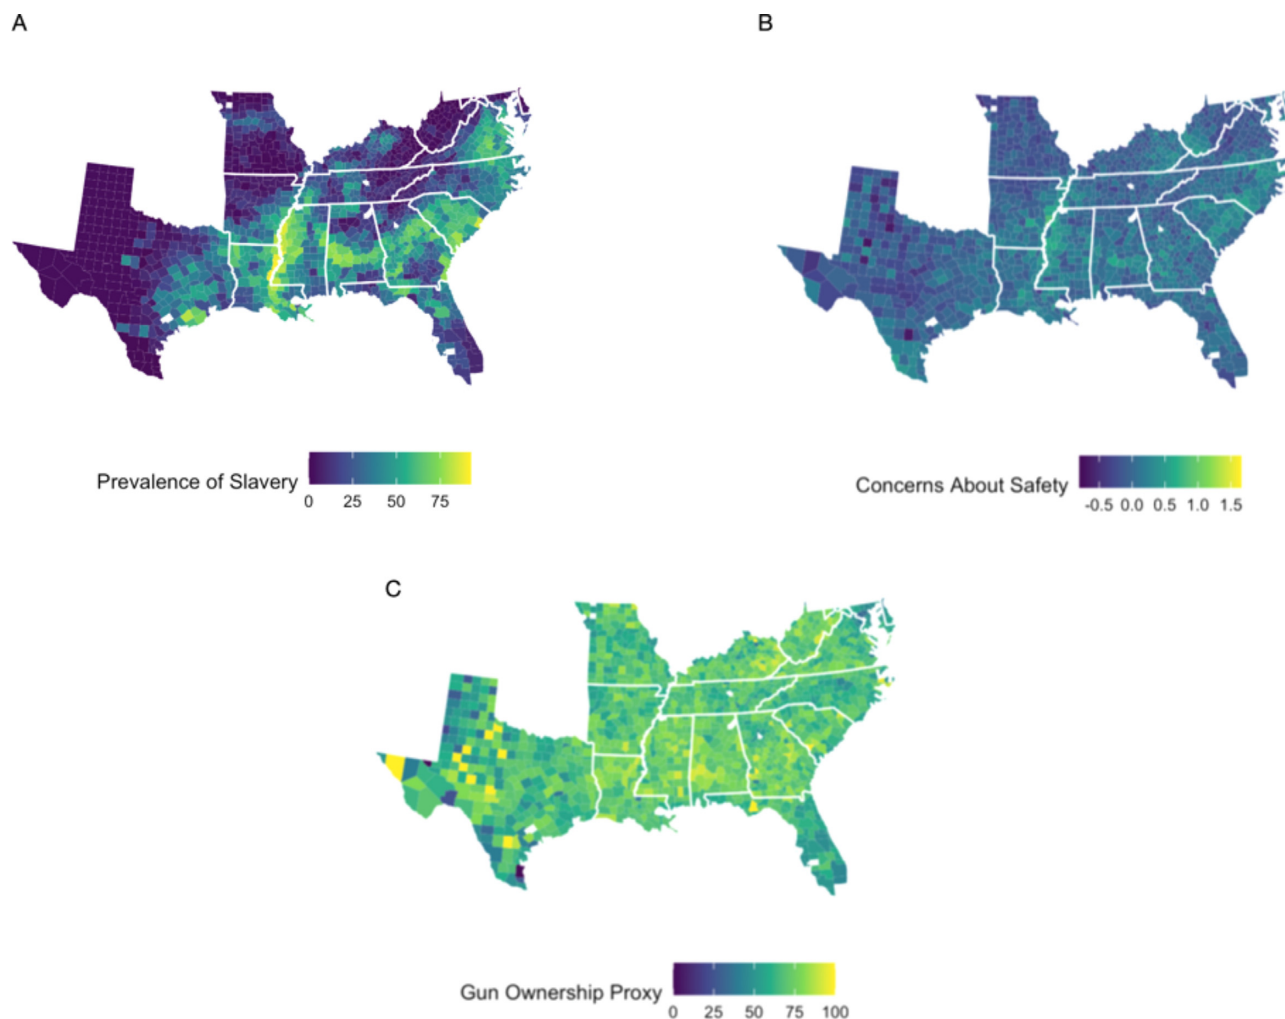 A
B
Prevalence of Slavery
0 25 50 75
Concerns About Safety
-0.5 0.0 0.5 1.0 1.5
C
Gun Ownership Proxy
0 25 50 75 100